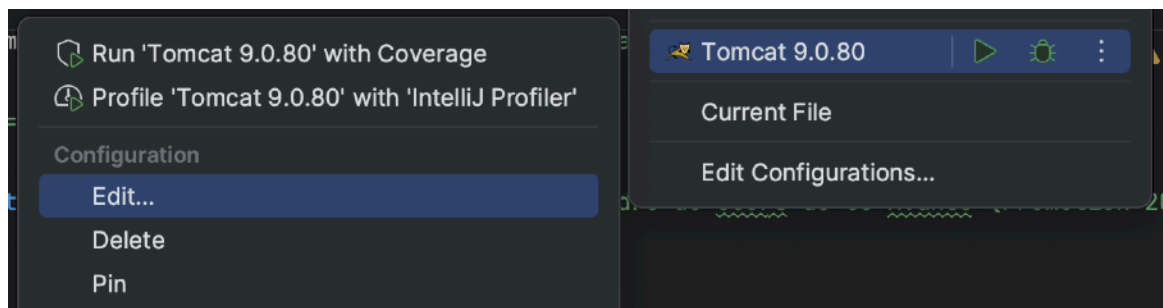 Run 'Tomcat 9.0.80' with Coverage
Profile 'Tomcat 9.0.80' with 'IntelliJ Profiler'
Configuration
Edit...
Delete
Pin
Tomcat 9.0.80
Current File
Edit Configurations...